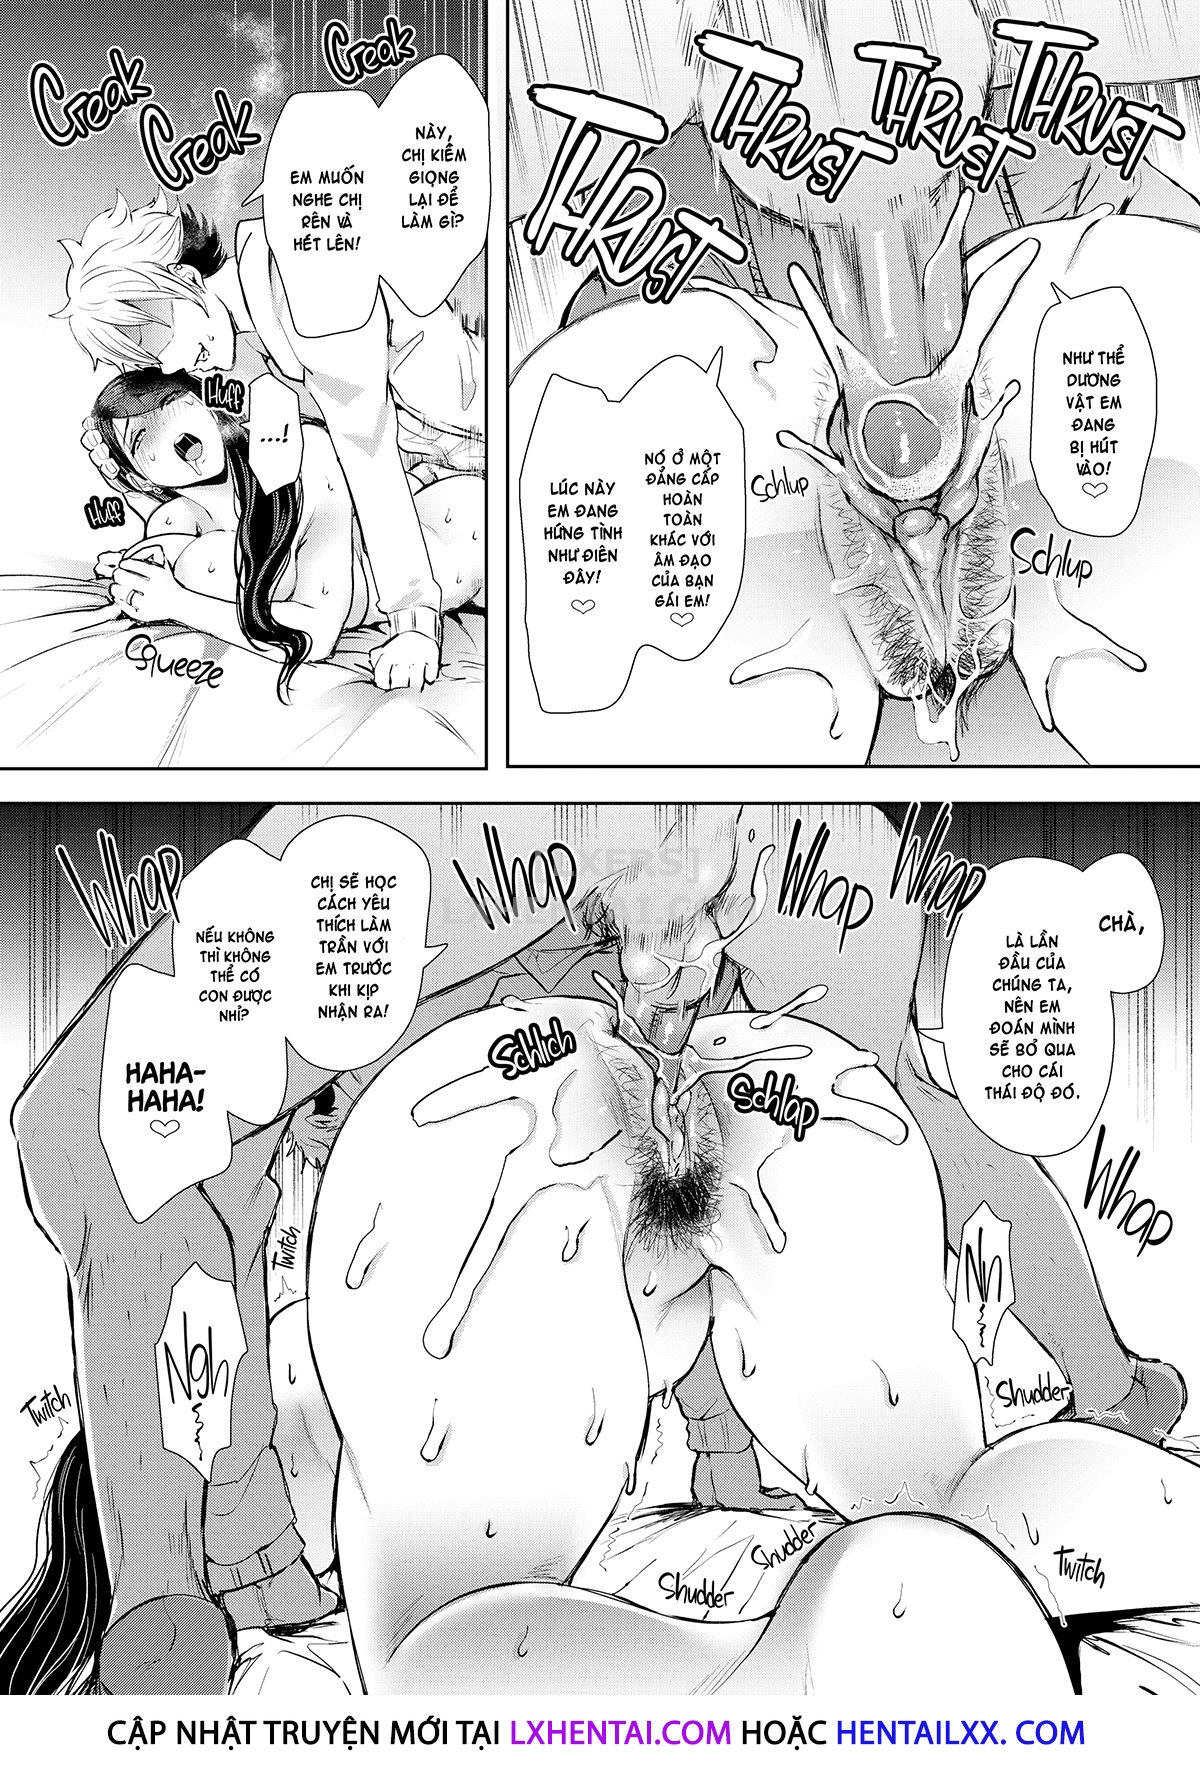 THRUST
THRUST
THRUST
THRUST
NHƯ THỂ
DƯƠNG
VẬT EM
ĐANG
BỊ HÚT
VÀO!
NÓ Ở MỘT
ĐẲNG CẤP
HOÀN
TOÀN
KHÁC VỚI
ÂM ĐẠO
CỦA BẠN
GÁI EM!
LÚC NÀY
EM ĐANG
HỨNG TÌNH
NHƯ ĐIÊN
ĐÂY!
Schlup
Schlup
Creak
Creak
Creak
NÀY,
CHỊ KIỀM
GIỌNG
LẠI ĐỂ
LÀM GÌ?
EM MUỐN
NGHE CHỊ
RÊN VÀ
HÉT LÊN!
Huff
...!
Huff
Squeeze
CHÀ,
LÀ LẦN
ĐẦU CỦA
CHÚNG TA,
NÊN EM
ĐOÁN MÌNH
SẼ BỎ QUA
CHO CÁI
THÁI ĐỘ ĐÓ.
Whap
Whap
Whap
Whap
Whap
[LXERS]
LXHENTAI.COM
CHỊ SẼ HỌC
CÁCH YÊU
THÍCH LÀM
TRẦN VỚI
EM TRƯỚC
KHI KỊP
NHẬN RA!
NẾU KHÔNG
THÌ KHÔNG
THỂ CÓ
CON ĐƯỢC
NHỈ?
HAHA-
HAHA!
Schlich
Schlap
Twitch
Nn
Ngh
Shudder
Twitch
Shudder
Shudder
Twitch
CẬP NHẬT TRUYỆN MỚI TẠI LXHENTAI.COM HOẶC HENTAILXX. COM